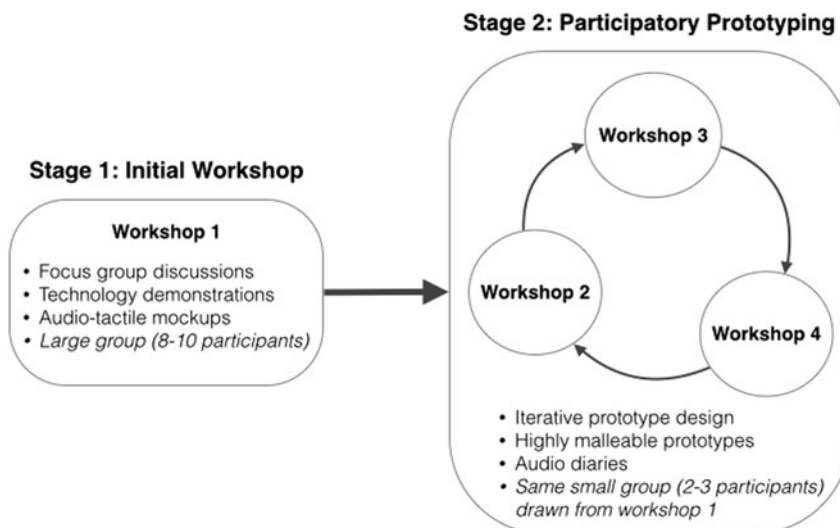 Stage 2: Participatory Prototyping
Workshop 3
Stage 1: Initial Workshop
Workshop 1
• Focus group discussions
• Technology demonstrations
• Audio-tactile mockups
• Large group (8-10 participants)
Workshop 2
Workshop 4
• Iterative prototype design
• Highly malleable prototypes
• Audio diaries
• Same small group (2-3 participants)
drawn from workshop 1